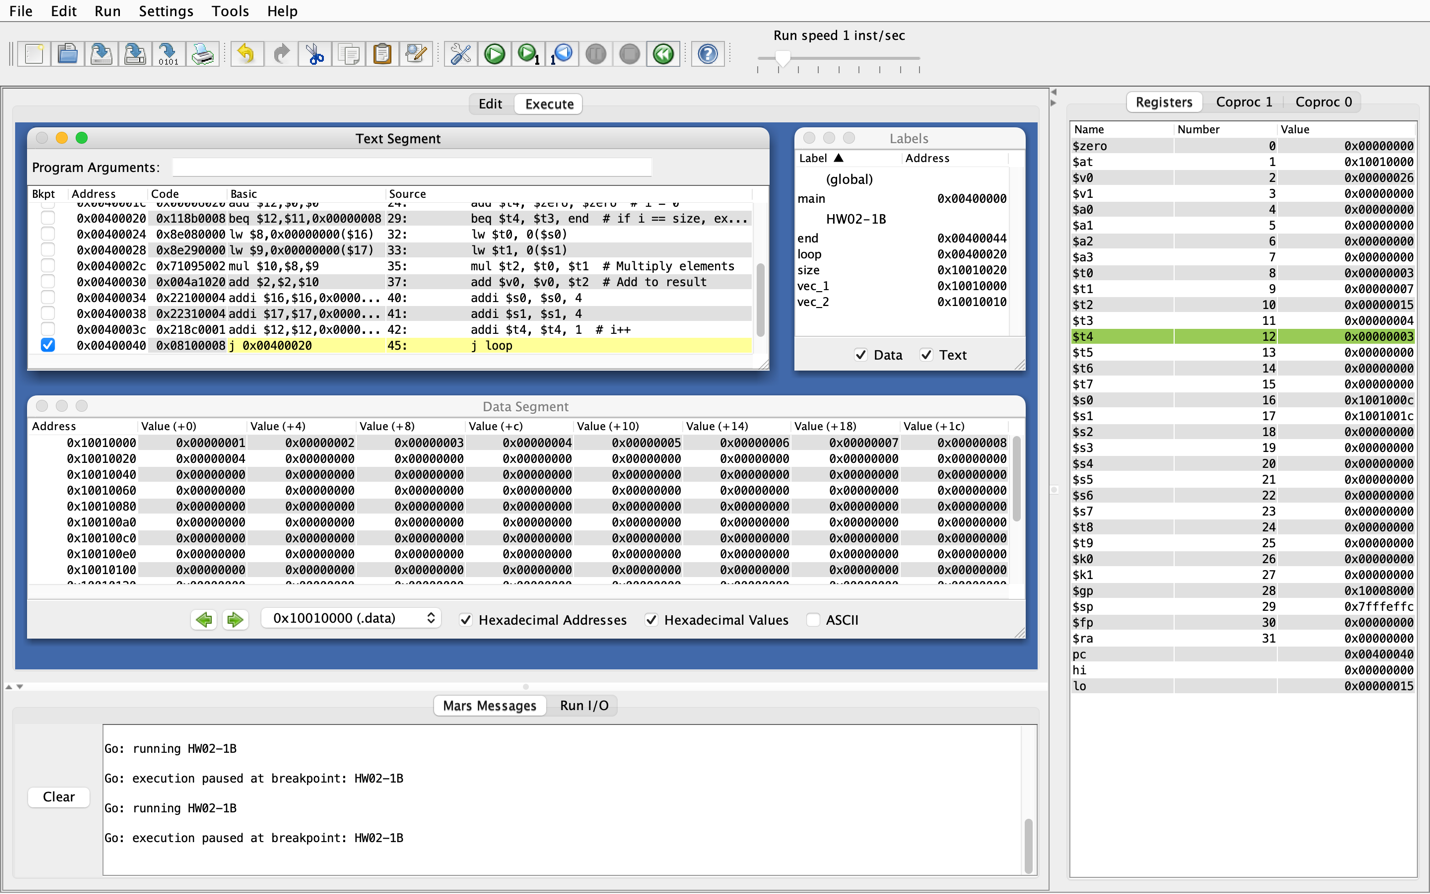 File Edit Run Settings Tools Help
Run speed 1 inst/sec
Edit Execute
Text Segment
Program Arguments:
Bkpt Address Code Basic Source
0x0040001c 0x00006020 add $12,$0,$0 24: add $t4, $zero, $zero # i = 0
0x00400020 0x118b0008 beq $12,$11,0x00000008 29: beq $t4, $t3, end # if i == size, ex...
0x00400024 0x8e080000 lw $8,0x00000000($16) 32: lw $t0, 0($s0)
0x00400028 0x8e290000 lw $9,0x00000000($17) 33: lw $t1, 0($s1)
0x0040002c 0x71095002 mul $10,$8,$9 35: mul $t2, $t0, $t1 # Multiply elements
0x00400030 0x004a1020 add $2,$2,$10 37: add $v0, $v0, $t2 # Add to result
0x00400034 0x22100004 addi $16,$16,0x0000... 40: addi $s0, $s0, 4
0x00400038 0x22310004 addi $17,$17,0x0000... 41: addi $s1, $s1, 4
0x0040003c 0x218c0001 addi $12,$12,0x0000... 42: addi $t4, $t4, 1 # i++
0x00400040 0x08100008 j 0x00400020 45: j loop
Labels
Label ▲ Address
(global)
main 0x00400000
HW02-1B
end 0x00400044
loop 0x00400020
size 0x10010020
vec_1 0x10010000
vec_2 0x10010010
Data Text
Data Segment
Address Value (+0) Value (+4) Value (+8) Value (+c) Value (+10) Value (+14) Value (+18) Value (+1c)
0x10010000 0x00000001 0x00000002 0x00000003 0x00000004 0x00000005 0x00000006 0x00000007 0x00000008
0x10010020 0x00000004 0x00000000 0x00000000 0x00000000 0x00000000 0x00000000 0x00000000 0x00000000
0x10010040 0x00000000 0x00000000 0x00000000 0x00000000 0x00000000 0x00000000 0x00000000 0x00000000
0x10010060 0x00000000 0x00000000 0x00000000 0x00000000 0x00000000 0x00000000 0x00000000 0x00000000
0x10010080 0x00000000 0x00000000 0x00000000 0x00000000 0x00000000 0x00000000 0x00000000 0x00000000
0x100100a0 0x00000000 0x00000000 0x00000000 0x00000000 0x00000000 0x00000000 0x00000000 0x00000000
0x100100c0 0x00000000 0x00000000 0x00000000 0x00000000 0x00000000 0x00000000 0x00000000 0x00000000
0x100100e0 0x00000000 0x00000000 0x00000000 0x00000000 0x00000000 0x00000000 0x00000000 0x00000000
0x10010100 0x00000000 0x00000000 0x00000000 0x00000000 0x00000000 0x00000000 0x00000000 0x00000000
0x10010000 (.data) Hexadecimal Addresses Hexadecimal Values ASCII
Mars Messages Run I/O
Clear
Go: running HW02-1B
Go: execution paused at breakpoint: HW02-1B
Go: running HW02-1B
Go: execution paused at breakpoint: HW02-1B
Registers Coproc 1 Coproc 0
Name Number Value
$zero 0 0x00000000
$at 1 0x10010000
$v0 2 0x00000026
$v1 3 0x00000000
$a0 4 0x00000000
$a1 5 0x00000000
$a2 6 0x00000000
$a3 7 0x00000000
$t0 8 0x00000003
$t1 9 0x00000007
$t2 10 0x00000015
$t3 11 0x00000004
$t4 12 0x00000003
$t5 13 0x00000000
$t6 14 0x00000000
$t7 15 0x00000000
$s0 16 0x1001000c
$s1 17 0x1001001c
$s2 18 0x00000000
$s3 19 0x00000000
$s4 20 0x00000000
$s5 21 0x00000000
$s6 22 0x00000000
$s7 23 0x00000000
$t8 24 0x00000000
$t9 25 0x00000000
$k0 26 0x00000000
$k1 27 0x00000000
$gp 28 0x10008000
$sp 29 0x7fffeffc
$fp 30 0x00000000
$ra 31 0x00000000
pc 0x00400040
hi 0x00000000
lo 0x00000015